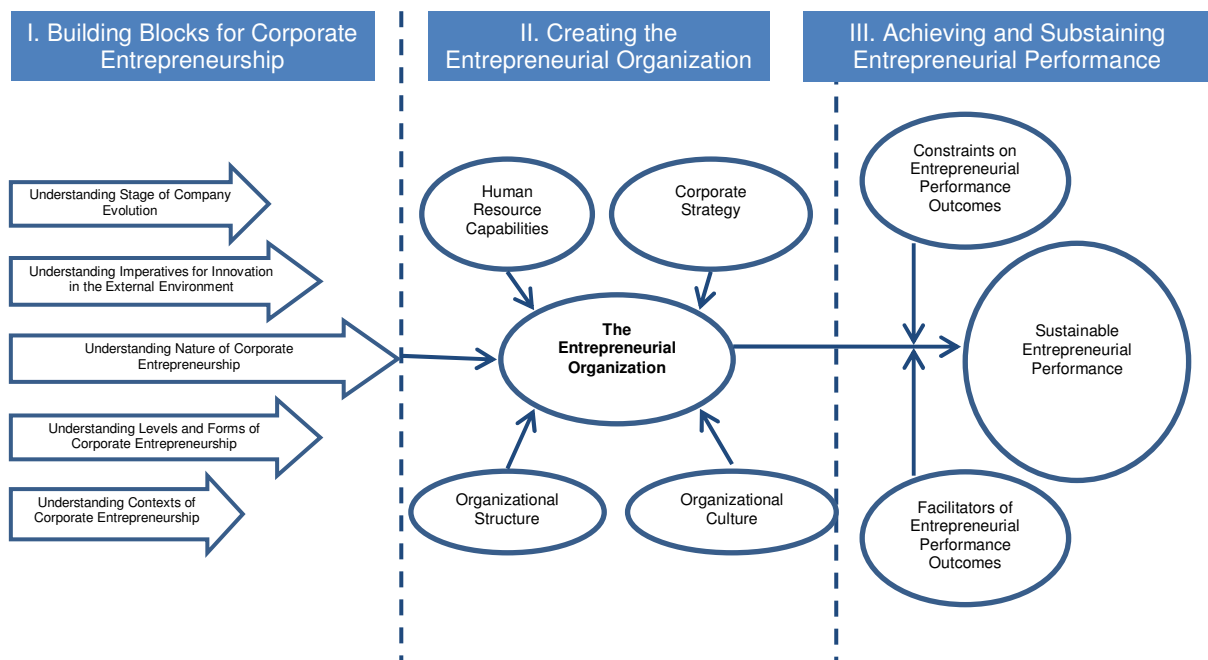 I. Building Blocks for Corporate
Entrepreneurship
II. Creating the
Entrepreneurial Organization
III. Achieving and Substaining
Entrepreneurial Performance
Understanding Stage of Company
Evolution
Understanding Imperatives for Innovation
in the External Environment
Understanding Nature of Corporate
Entrepreneurship
Understanding Levels and Forms of
Corporate Entrepreneurship
Understanding Contexts of
Corporate Entrepreneurship
Human
Resource
Capabilities
Corporate
Strategy
The
Entrepreneurial
Organization
Organizational
Structure
Organizational
Culture
Constraints on
Entrepreneurial
Performance
Outcomes
Sustainable
Entrepreneurial
Performance
Facilitators of
Entrepreneurial
Performance
Outcomes